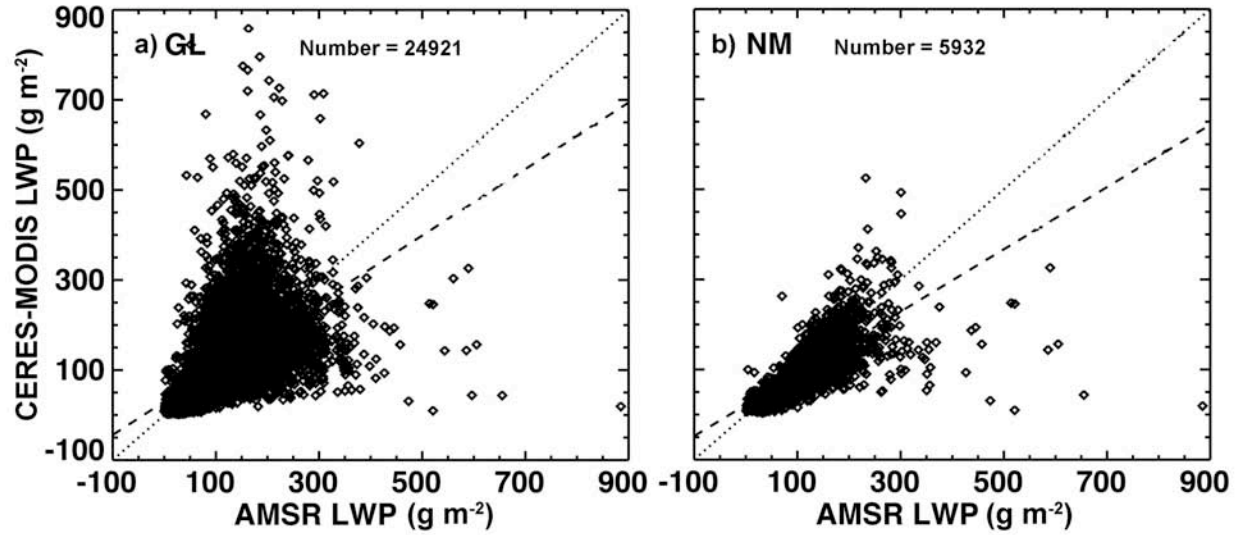 900
700
500
300
100
-100
CERES-MODIS LWP (g m⁻²)
a) GL
Number = 24921
b) NM
Number = 5932
-100 100 300 500 700 900
-100 100 300 500 700 900
AMSR LWP (g m⁻²)
AMSR LWP (g m⁻²)